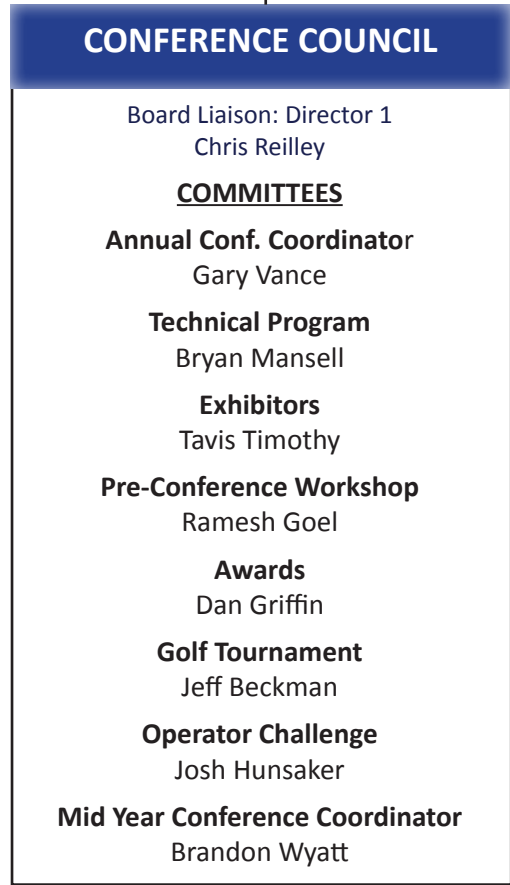 CONFERENCE COUNCIL
Board Liaison: Director 1
Chris Reilley
COMMITTEES
Annual Conf. Coordinator
Gary Vance
Technical Program
Bryan Mansell
Exhibitors
Tavis Timothy
Pre-Conference Workshop
Ramesh Goel
Awards
Dan Griffin
Golf Tournament
Jeff Beckman
Operator Challenge
Josh Hunsaker
Mid Year Conference Coordinator
Brandon Wyatt